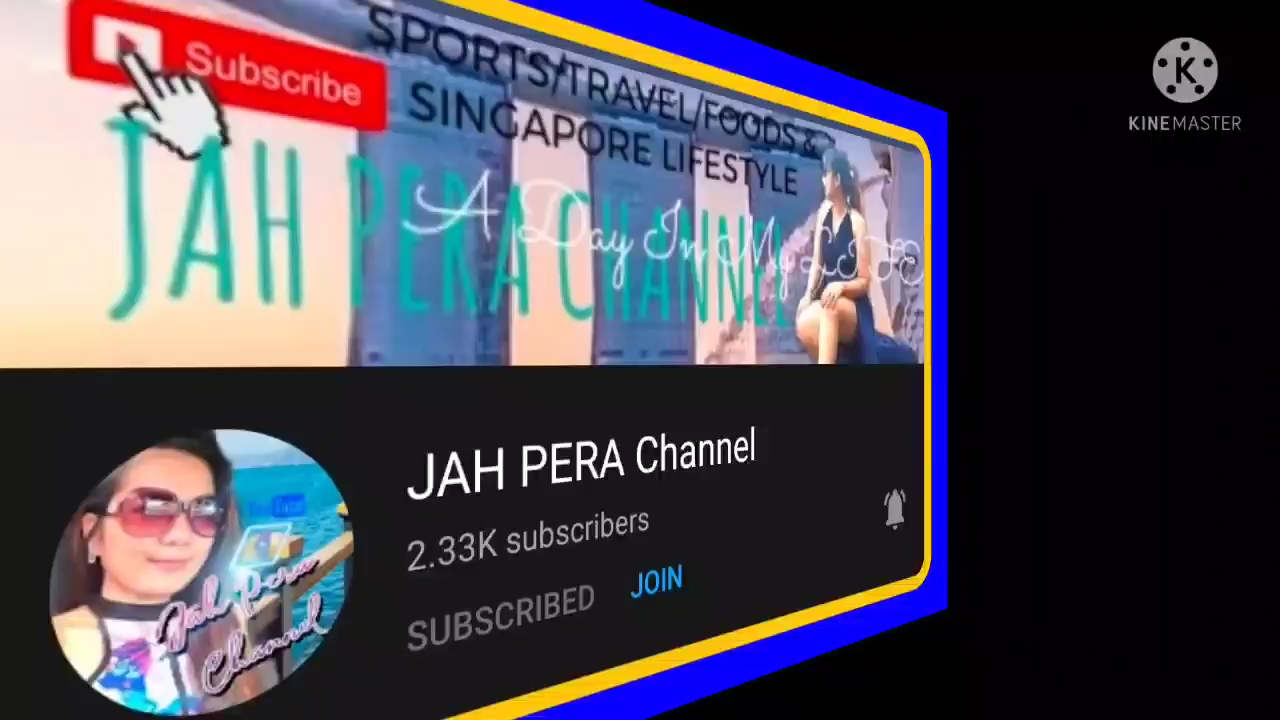 Subscribe
SPORTS/TRAVEL/FOODS &
SINGAPORE LIFESTYLE
JAH PERA CHANNEL
A Day In My LIFE
K
KINEMASTER
JAH PERA Channel
2.33K subscribers
SUBSCRIBED JOIN
Jah Pera
Channel